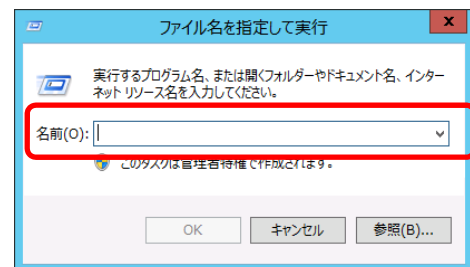 ファイル名を指定して実行
x
実行するプログラム名、または開くフォルダーやドキュメント名、インター
ネット リソース名を入力してください。
名前(O):
このタスクは管理者特権で作成されます。
OK キャンセル 参照(B)...